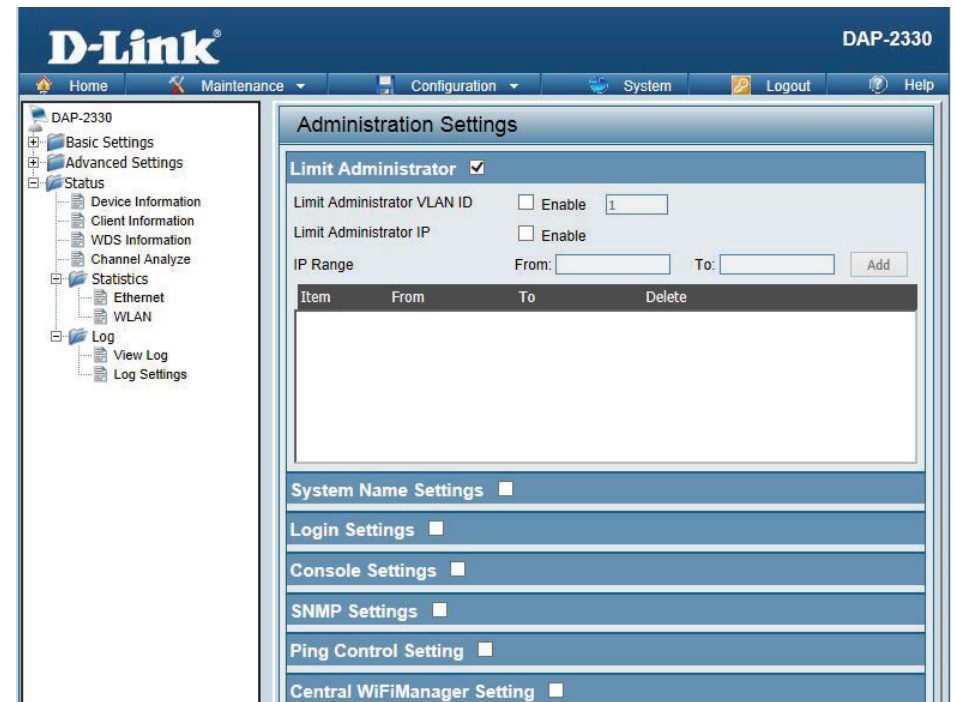 D-Link
DAP-2330
Home Maintenance Configuration System Logout Help
DAP-2330
Basic Settings
Advanced Settings
Status
Device Information
Client Information
WDS Information
Channel Analyze
Statistics
Ethernet
WLAN
Log
View Log
Log Settings
Administration Settings
Limit Administrator
Limit Administrator VLAN ID Enable 1
Limit Administrator IP Enable
IP Range From: To: Add
Item From To Delete
System Name Settings
Login Settings
Console Settings
SNMP Settings
Ping Control Setting
Central WiFiManager Setting